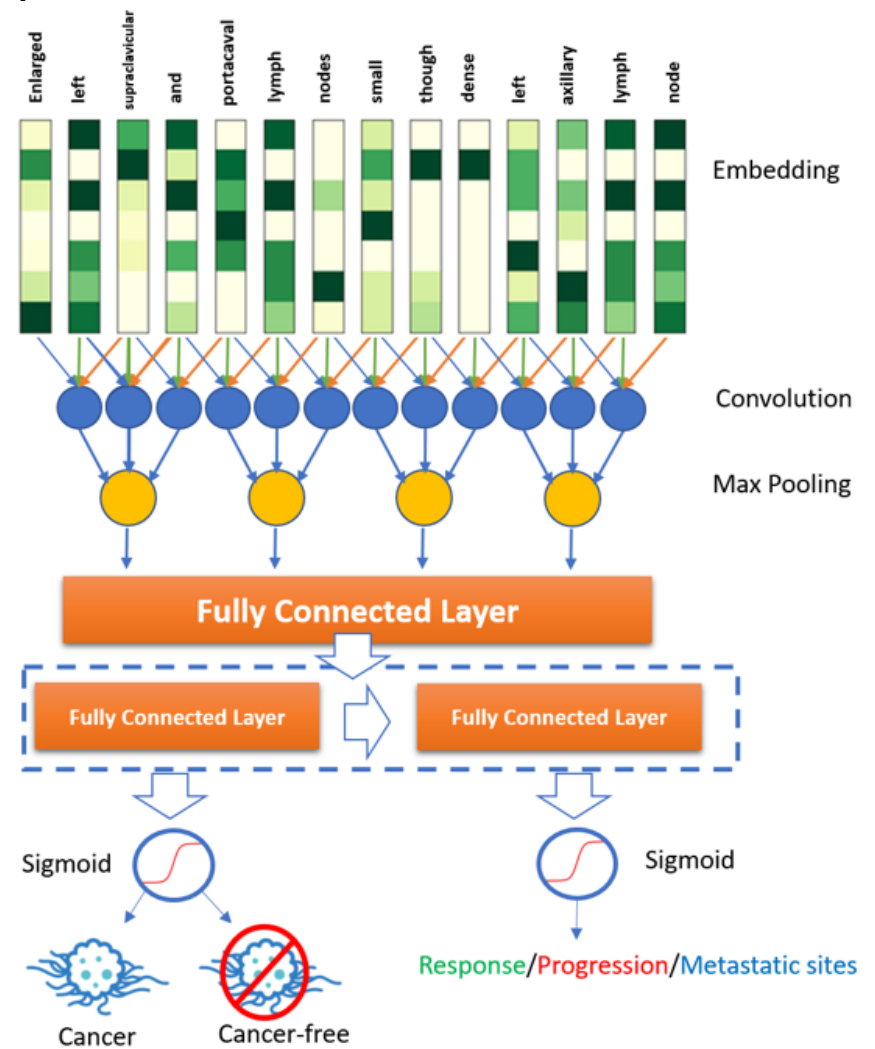 Enlarged
left
supraclavicular
and
portacaval
lymph
nodes
small
though
dense
left
axillary
lymph
node
Embedding
Convolution
Max Pooling
Fully Connected Layer
Fully Connected Layer
Fully Connected Layer
Sigmoid
Sigmoid
Response/Progression/Metastatic sites
Cancer
Cancer-free